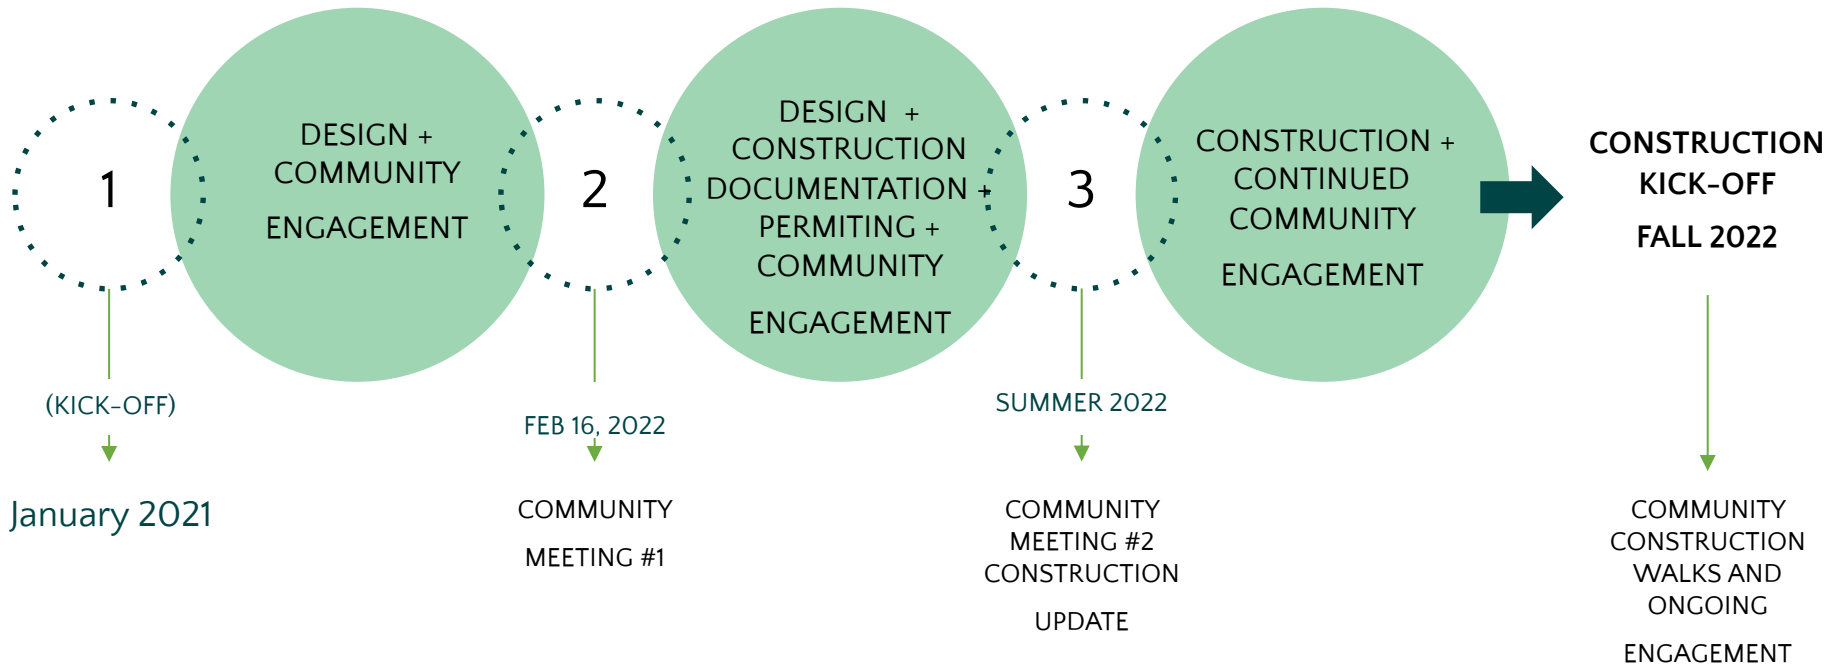 1
DESIGN +
COMMUNITY
ENGAGEMENT
2
DESIGN +
CONSTRUCTION
DOCUMENTATION +
PERMITING +
COMMUNITY
ENGAGEMENT
3
CONSTRUCTION +
CONTINUED
COMMUNITY
ENGAGEMENT
CONSTRUCTION
KICK-OFF
FALL 2022
(KICK-OFF)
January 2021
FEB 16, 2022
COMMUNITY
MEETING #1
SUMMER 2022
COMMUNITY
MEETING #2
CONSTRUCTION
UPDATE
COMMUNITY
CONSTRUCTION
WALKS AND
ONGOING
ENGAGEMENT